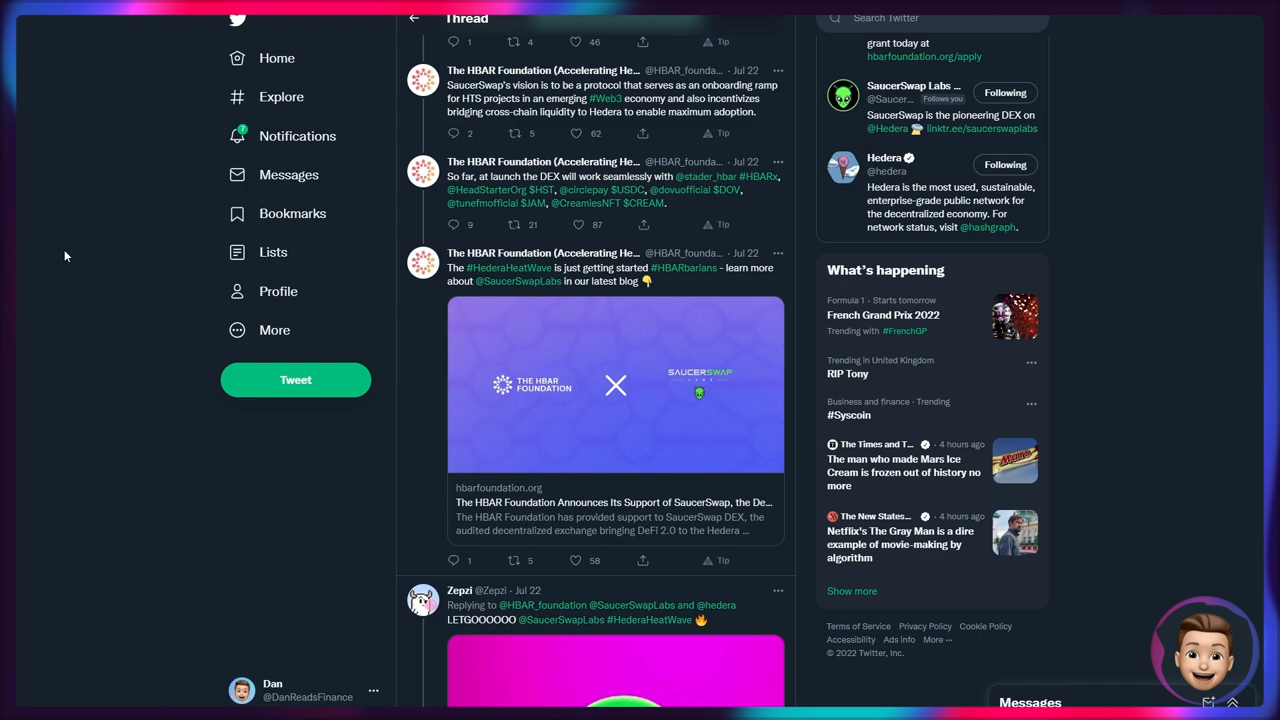 Home
Explore
7
Notifications
Messages
Bookmarks
Lists
Profile
More
Tweet
Dan
@DanReadsFinance
Thread
1 4 46 Tip
The HBAR Foundation (Accelerating He... @HBAR_founda... · Jul 22
SaucerSwap's vision is to be a protocol that serves as an onboarding ramp
for HTS projects in an emerging #Web3 economy and also incentivizes
bridging cross-chain liquidity to Hedera to enable maximum adoption.
2 5 62 Tip
The HBAR Foundation (Accelerating He... @HBAR_founda... · Jul 22
So far, at launch the DEX will work seamlessly with @stader_hbar #HBARx,
@HeadStarterOrg $HST, @circlepay $USDC, @dovuofficial $DOV,
@tunefmofficial $JAM, @CreamiesNFT $CREAM.
9 21 87 Tip
The HBAR Foundation (Accelerating He... @HBAR_founda... · Jul 22
The #HederaHeatWave is just getting started #HBARbarians - learn more
about @SaucerSwapLabs in our latest blog 👇
THE HBAR
FOUNDATION
SAUCERSWAP
LABS
hbarfoundation.org
The HBAR Foundation Announces Its Support of SaucerSwap, the De...
The HBAR Foundation has provided support to SaucerSwap DEX, the
audited decentralized exchange bringing DeFi 2.0 to the Hedera ...
1 5 58 Tip
Zepzi @Zepzi · Jul 22
Replying to @HBAR_foundation @SaucerSwapLabs and @hedera
LETGOOOOOO @SaucerSwapLabs #HederaHeatWave 🔥
Search Twitter
grant today at
hbarfoundation.org/apply
SaucerSwap Labs ...
@Saucer... Follows you
Following
SaucerSwap is the pioneering DEX on
@Hedera linktr.ee/saucerswaplabs
Hedera
@hedera
Following
Hedera is the most used, sustainable,
enterprise-grade public network for
the decentralized economy. For
network status, visit @hashgraph.
What's happening
Formula 1 · Starts tomorrow
French Grand Prix 2022
Trending with #FrenchGP
Trending in United Kingdom
RIP Tony
Business and finance · Trending
#Syscoin
The Times and T... · 4 hours ago
The man who made Mars Ice
Cream is frozen out of history no
more
The New States... · 4 hours ago
Netflix's The Gray Man is a dire
example of movie-making by
algorithm
Show more
Terms of Service Privacy Policy Cookie Policy
Accessibility Ads info More ···
© 2022 Twitter, Inc.
Messages